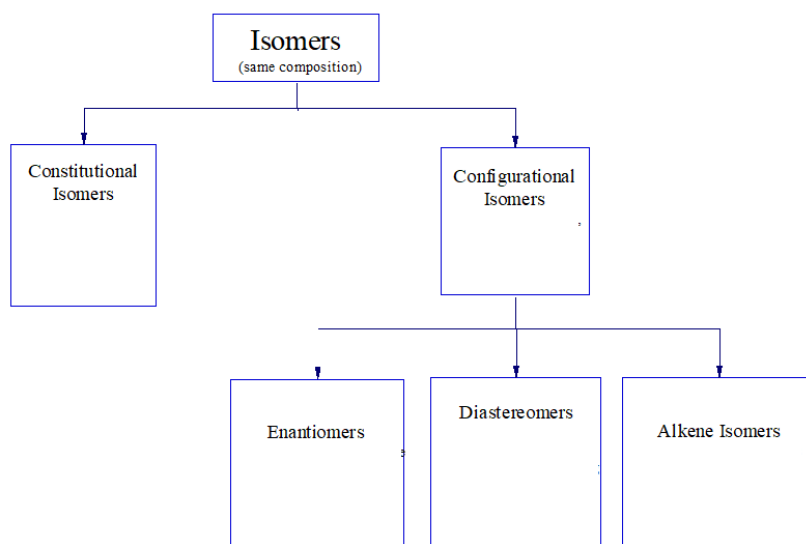 Isomers
(same composition)
Constitutional
Isomers
Configurational
Isomers
,
Enantiomers
Diastereomers
Alkene Isomers
;